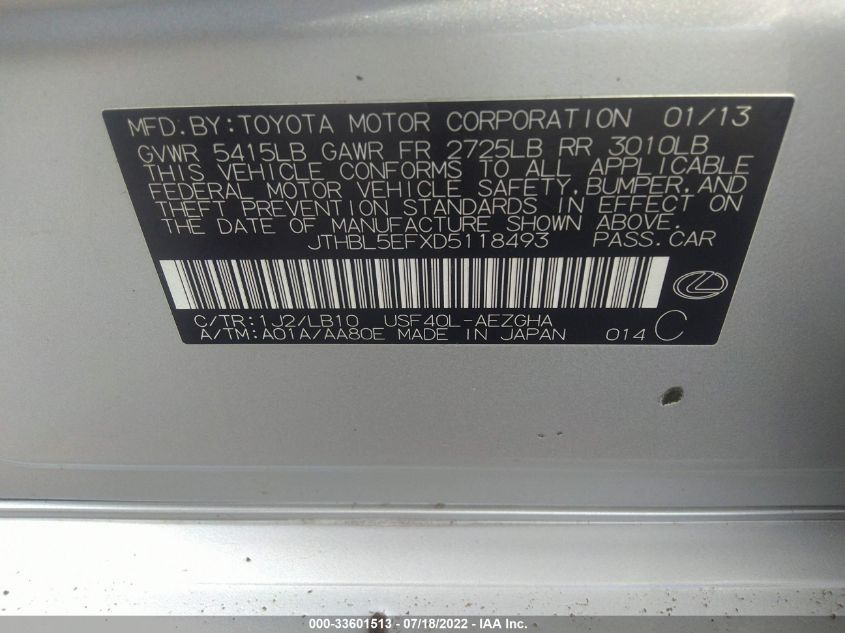 MFD.BY:TOYOTA MOTOR CORPORATION 01/13
GVWR 5415LB GAWR FR 2725LB RR 3010LB
THIS VEHICLE CONFORMS TO ALL APPLICABLE
FEDERAL MOTOR VEHICLE SAFETY,BUMPER,AND
THEFT PREVENTION STANDARDS IN EFFECT ON
THE DATE OF MANUFACTURE SHOWN ABOVE.
JTHBL5EFXD5118493 PASS.CAR
C/TR:1J2/LB10 USF40L-AEZGHA
A/TM:A01A/AA80E MADE IN JAPAN 014 C
000-33601513 - 07/18/2022 - IAA Inc.